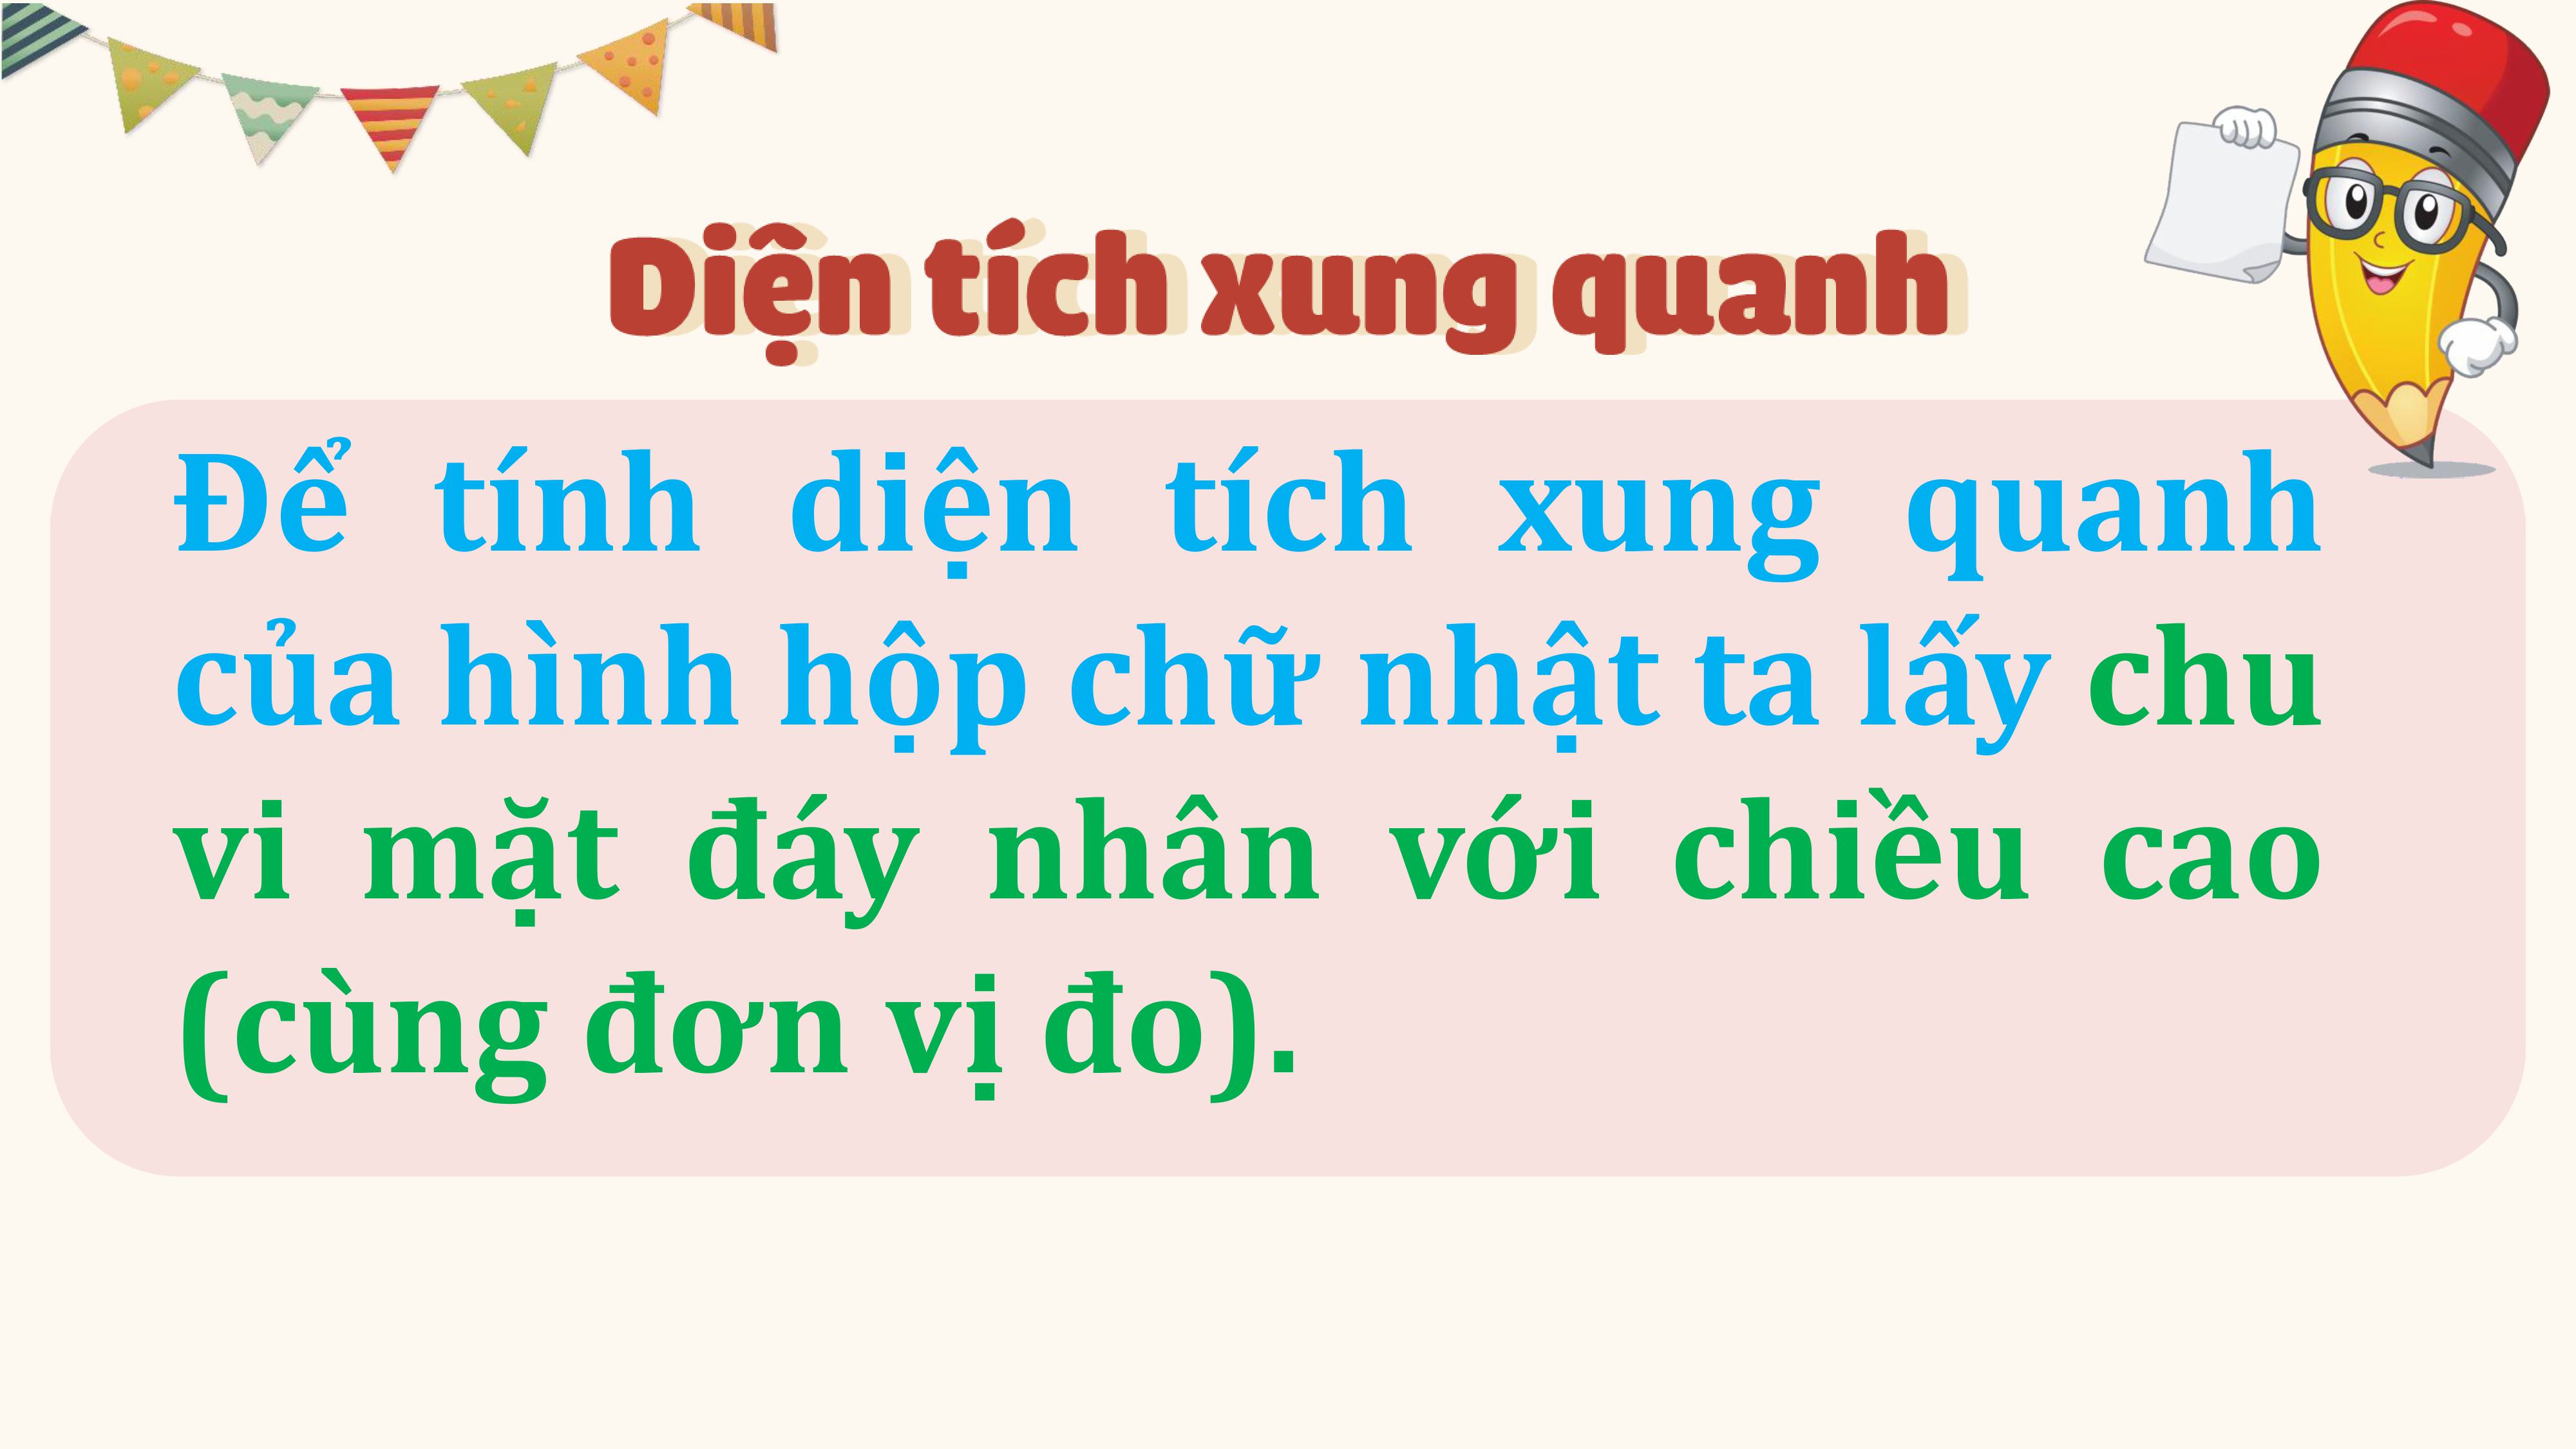 Diện tích xung quanh
Để tính diện tích xung quanh
của hình hộp chữ nhật ta lấy chu
vi mặt đáy nhân với chiều cao
(cùng đơn vị đo).